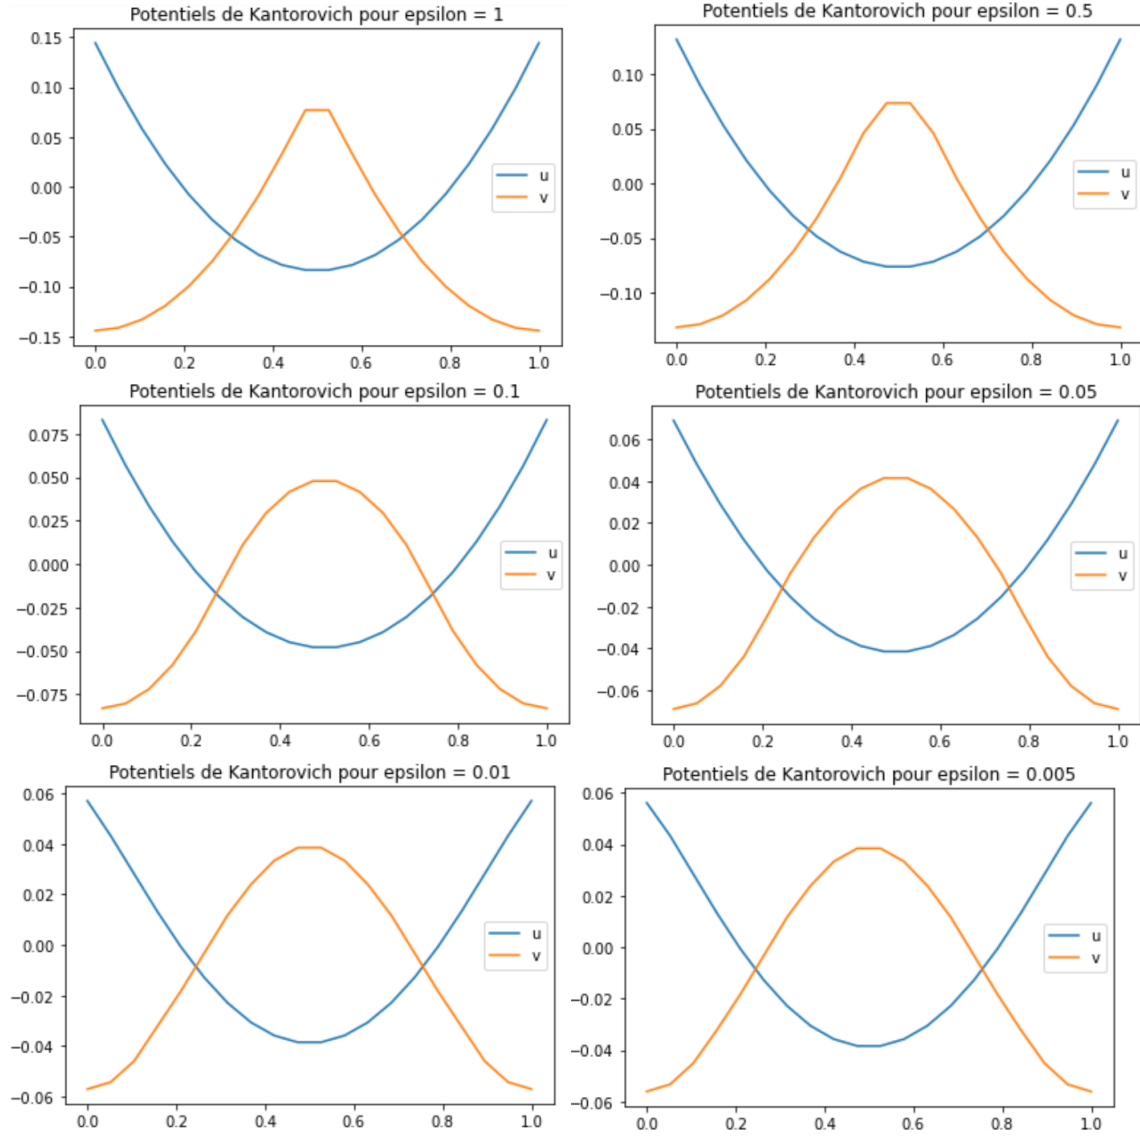 Potentiels de Kantorovich pour epsilon = 1
0.15
0.10
0.05
0.00
−0.05
−0.10
−0.15
0.0 0.2 0.4 0.6 0.8 1.0
u
v
Potentiels de Kantorovich pour epsilon = 0.5
0.10
0.05
0.00
−0.05
−0.10
0.0 0.2 0.4 0.6 0.8 1.0
u
v
Potentiels de Kantorovich pour epsilon = 0.1
0.075
0.050
0.025
0.000
−0.025
−0.050
−0.075
0.0 0.2 0.4 0.6 0.8 1.0
u
v
Potentiels de Kantorovich pour epsilon = 0.05
0.06
0.04
0.02
0.00
−0.02
−0.04
−0.06
0.0 0.2 0.4 0.6 0.8 1.0
u
v
Potentiels de Kantorovich pour epsilon = 0.01
0.06
0.04
0.02
0.00
−0.02
−0.04
−0.06
0.0 0.2 0.4 0.6 0.8 1.0
u
v
Potentiels de Kantorovich pour epsilon = 0.005
0.06
0.04
0.02
0.00
−0.02
−0.04
−0.06
0.0 0.2 0.4 0.6 0.8 1.0
u
v